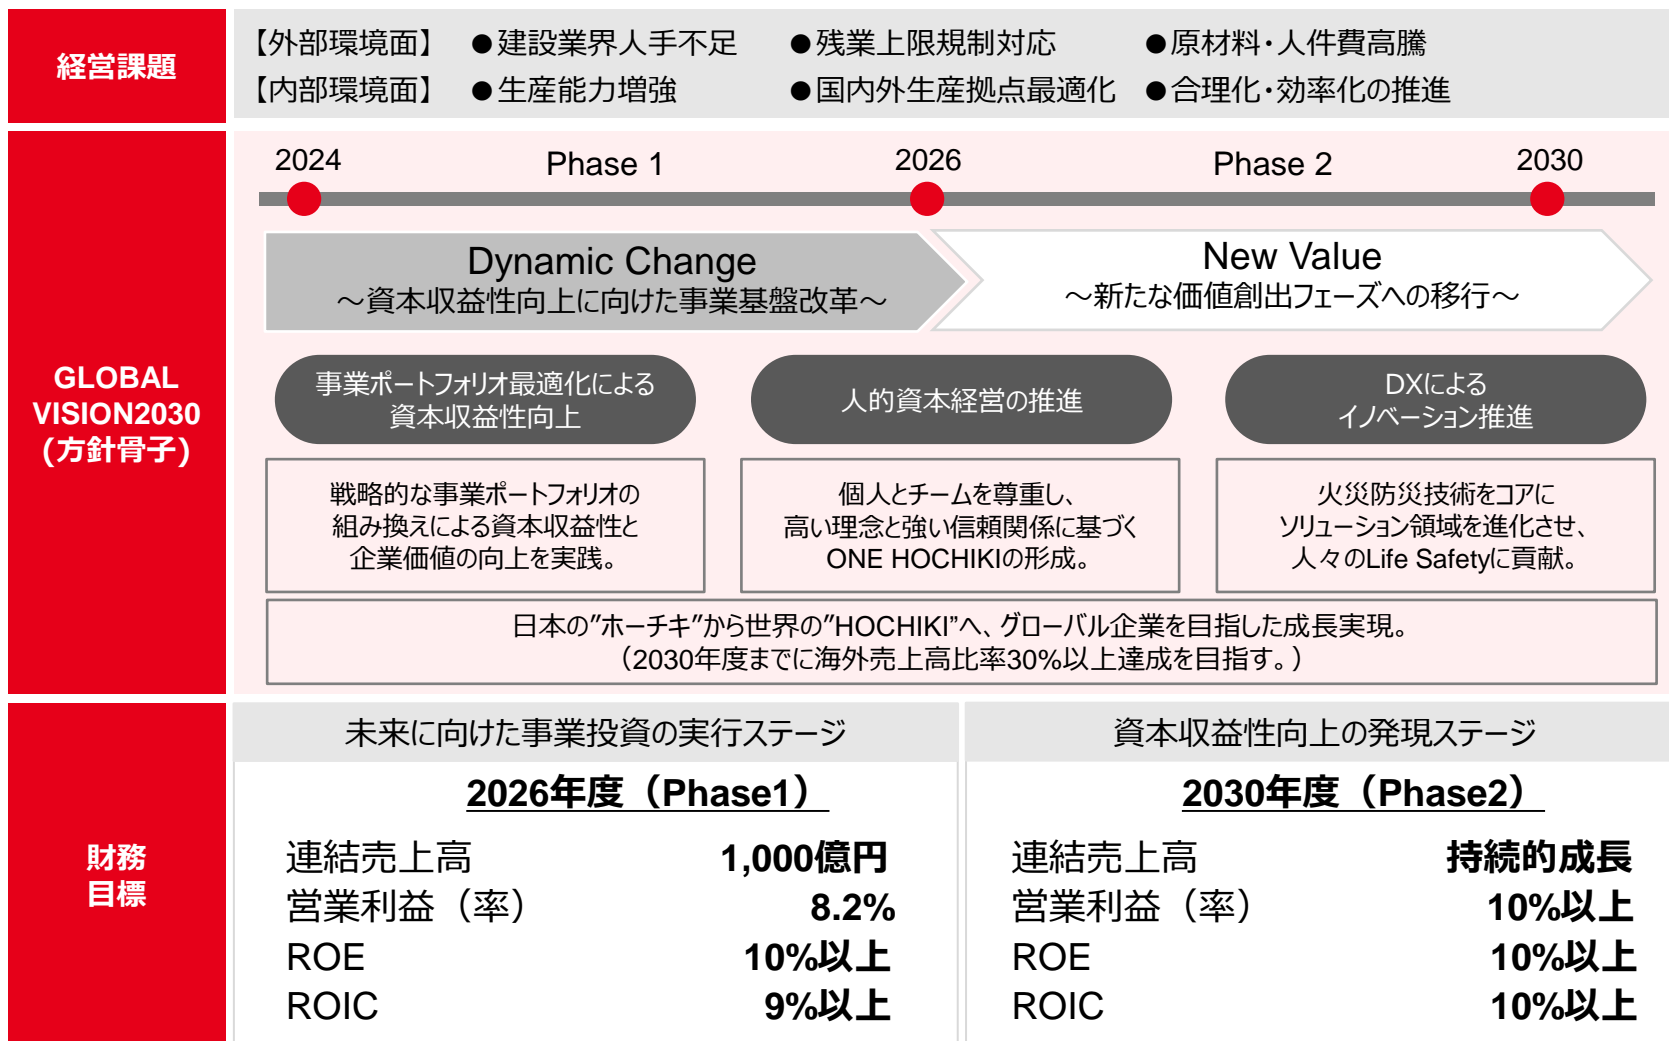 経営課題
【外部環境面】 ●建設業界人手不足 ●残業上限規制対応 ●原材料・人件費高騰
【内部環境面】 ●生産能力増強 ●国内外生産拠点最適化 ●合理化・効率化の推進
GLOBAL
VISION2030
(方針骨子)
2024 Phase 1 2026 Phase 2 2030
Dynamic Change
～資本収益性向上に向けた事業基盤改革～
New Value
～新たな価値創出フェーズへの移行～
事業ポートフォリオ最適化による
資本収益性向上
人的資本経営の推進
DXによる
イノベーション推進
戦略的な事業ポートフォリオの
組み換えによる資本収益性と
企業価値の向上を実践。
個人とチームを尊重し、
高い理念と強い信頼関係に基づく
ONE HOCHIKIの形成。
火災防災技術をコアに
ソリューション領域を進化させ、
人々のLife Safetyに貢献。
日本の”ホーチキ”から世界の”HOCHIKI”へ、グローバル企業を目指した成長実現。
（2030年度までに海外売上高比率30%以上達成を目指す。）
財務
目標
未来に向けた事業投資の実行ステージ
2026年度（Phase1）
連結売上高 1,000億円
営業利益（率） 8.2%
ROE 10%以上
ROIC 9%以上
資本収益性向上の発現ステージ
2030年度（Phase2）
連結売上高 持続的成長
営業利益（率） 10%以上
ROE 10%以上
ROIC 10%以上